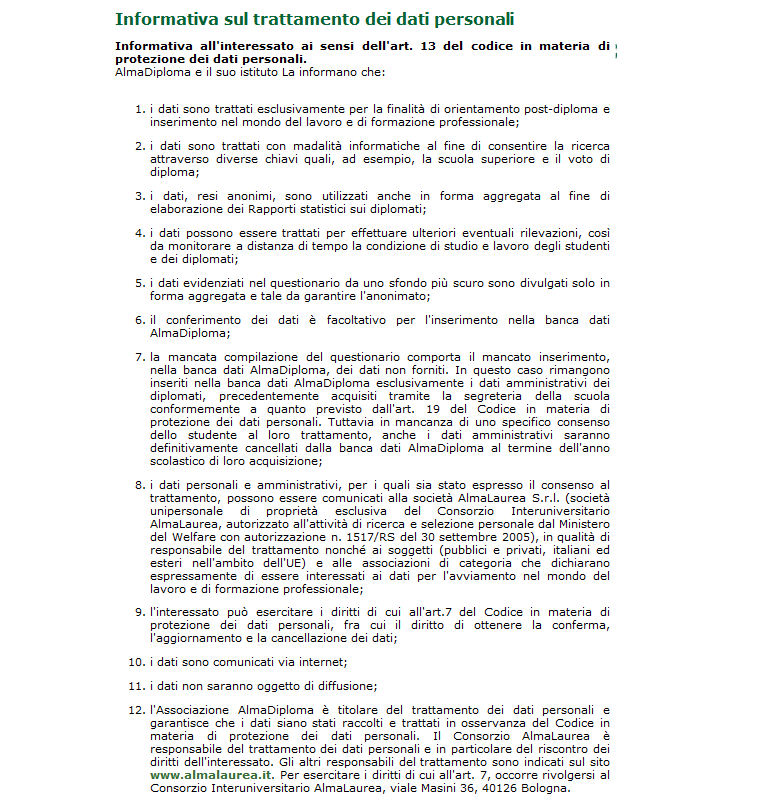 Informativa sul trattamento dei dati personali
Informativa all'interessato ai sensi dell'art. 13 del codice in materia di
protezione dei dati personali.
AlmaDiploma e il suo istituto La informano che:
1. i dati sono trattati esclusivamente per la finalità di orientamento post-diploma e
inserimento nel mondo del lavoro e di formazione professionale;
2. i dati sono trattati con madalità informatiche al fine di consentire la ricerca
attraverso diverse chiavi quali, ad esempio, la scuola superiore e il voto di
diploma;
3. i dati, resi anonimi, sono utilizzati anche in forma aggregata al fine di
elaborazione dei Rapporti statistici sui diplomati;
4. i dati possono essere trattati per effettuare ulteriori eventuali rilevazioni, così
da monitorare a distanza di tempo la condizione di studio e lavoro degli studenti
e dei diplomati;
5. i dati evidenziati nel questionario da uno sfondo più scuro sono divulgati solo in
forma aggregata e tale da garantire l'anonimato;
6. il conferimento dei dati è facoltativo per l'inserimento nella banca dati
AlmaDiploma;
7. la mancata compilazione del questionario comporta il mancato inserimento,
nella banca dati AlmaDiploma, dei dati non forniti. In questo caso rimangono
inseriti nella banca dati AlmaDiploma esclusivamente i dati amministrativi dei
diplomati, precedentemente acquisiti tramite la segreteria della scuola
conformemente a quanto previsto dall'art. 19 del Codice in materia di
protezione dei dati personali. Tuttavia in mancanza di uno specifico consenso
dello studente al loro trattamento, anche i dati amministrativi saranno
definitivamente cancellati dalla banca dati AlmaDiploma al termine dell'anno
scolastico di loro acquisizione;
8. i dati personali e amministrativi, per i quali sia stato espresso il consenso al
trattamento, possono essere comunicati alla società AlmaLaurea S.r.l. (società
unipersonale di proprietà esclusiva del Consorzio Interuniversitario
AlmaLaurea, autorizzato all'attività di ricerca e selezione personale dal Ministero
del Welfare con autorizzazione n. 1517/RS del 30 settembre 2005), in qualità di
responsabile del trattamento nonché ai soggetti (pubblici e privati, italiani ed
esteri nell'ambito dell'UE) e alle associazioni di categoria che dichiarano
espressamente di essere interessati ai dati per l'avviamento nel mondo del
lavoro e di formazione professionale;
9. l'interessato può esercitare i diritti di cui all'art.7 del Codice in materia di
protezione dei dati personali, fra cui il diritto di ottenere la conferma,
l'aggiornamento e la cancellazione dei dati;
10. i dati sono comunicati via internet;
11. i dati non saranno oggetto di diffusione;
12. l'Associazione AlmaDiploma è titolare del trattamento dei dati personali e
garantisce che i dati siano stati raccolti e trattati in osservanza del Codice in
materia di protezione dei dati personali. Il Consorzio AlmaLaurea è
responsabile del trattamento dei dati personali e in particolare del riscontro dei
diritti dell'interessato. Gli altri responsabili del trattamento sono indicati sul sito
www.almalaurea.it. Per esercitare i diritti di cui all'art. 7, occorre rivolgersi al
Consorzio Interuniversitario AlmaLaurea, viale Masini 36, 40126 Bologna.